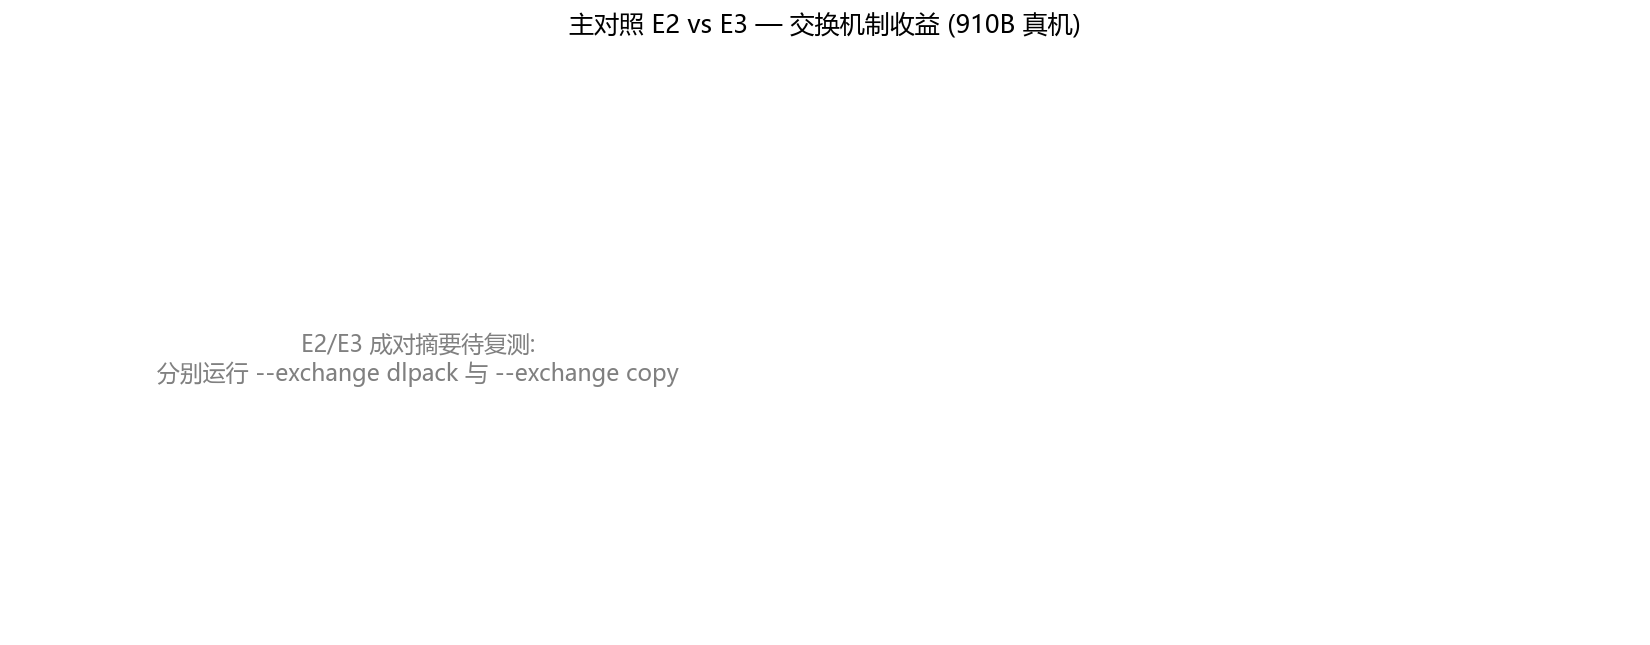 主对照 E2 vs E3 — 交换机制收益 (910B 真机)
E2/E3 成对摘要待复测:
分别运行 --exchange dlpack 与 --exchange copy